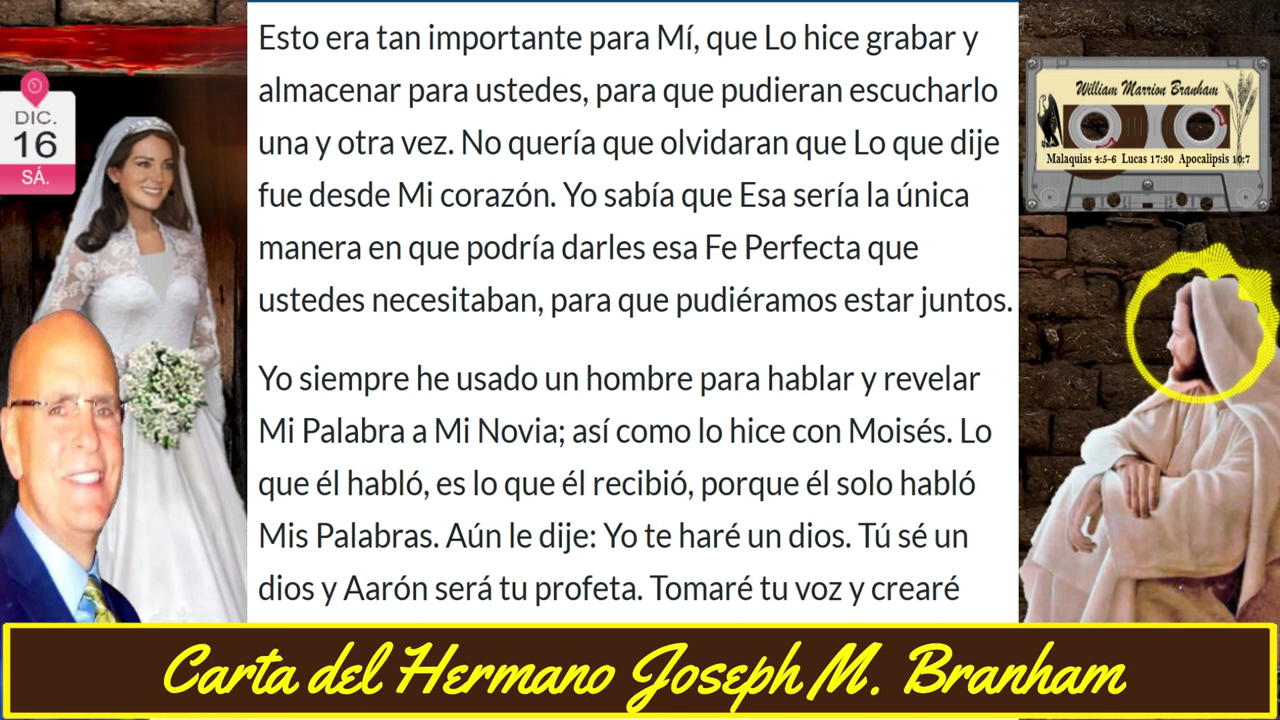 Esto era tan importante para Mí, que Lo hice grabar y
almacenar para ustedes, para que pudieran escucharlo
una y otra vez. No quería que olvidaran que Lo que dije
fue desde Mi corazón. Yo sabía que Esa sería la única
manera en que podría darles esa Fe Perfecta que
ustedes necesitaban, para que pudiéramos estar juntos.
Yo siempre he usado un hombre para hablar y revelar
Mi Palabra a Mi Novia; así como lo hice con Moisés. Lo
que él habló, es lo que él recibió, porque él solo habló
Mis Palabras. Aún le dije: Yo te haré un dios. Tú sé un
dios y Aarón será tu profeta. Tomaré tu voz y crearé
DIC.
16
SÁ.
William Marrion Branham
Malaquias 4:5-6 Lucas 17:30 Apocalipsis 10:7
Carta del Hermano Joseph M. Branham